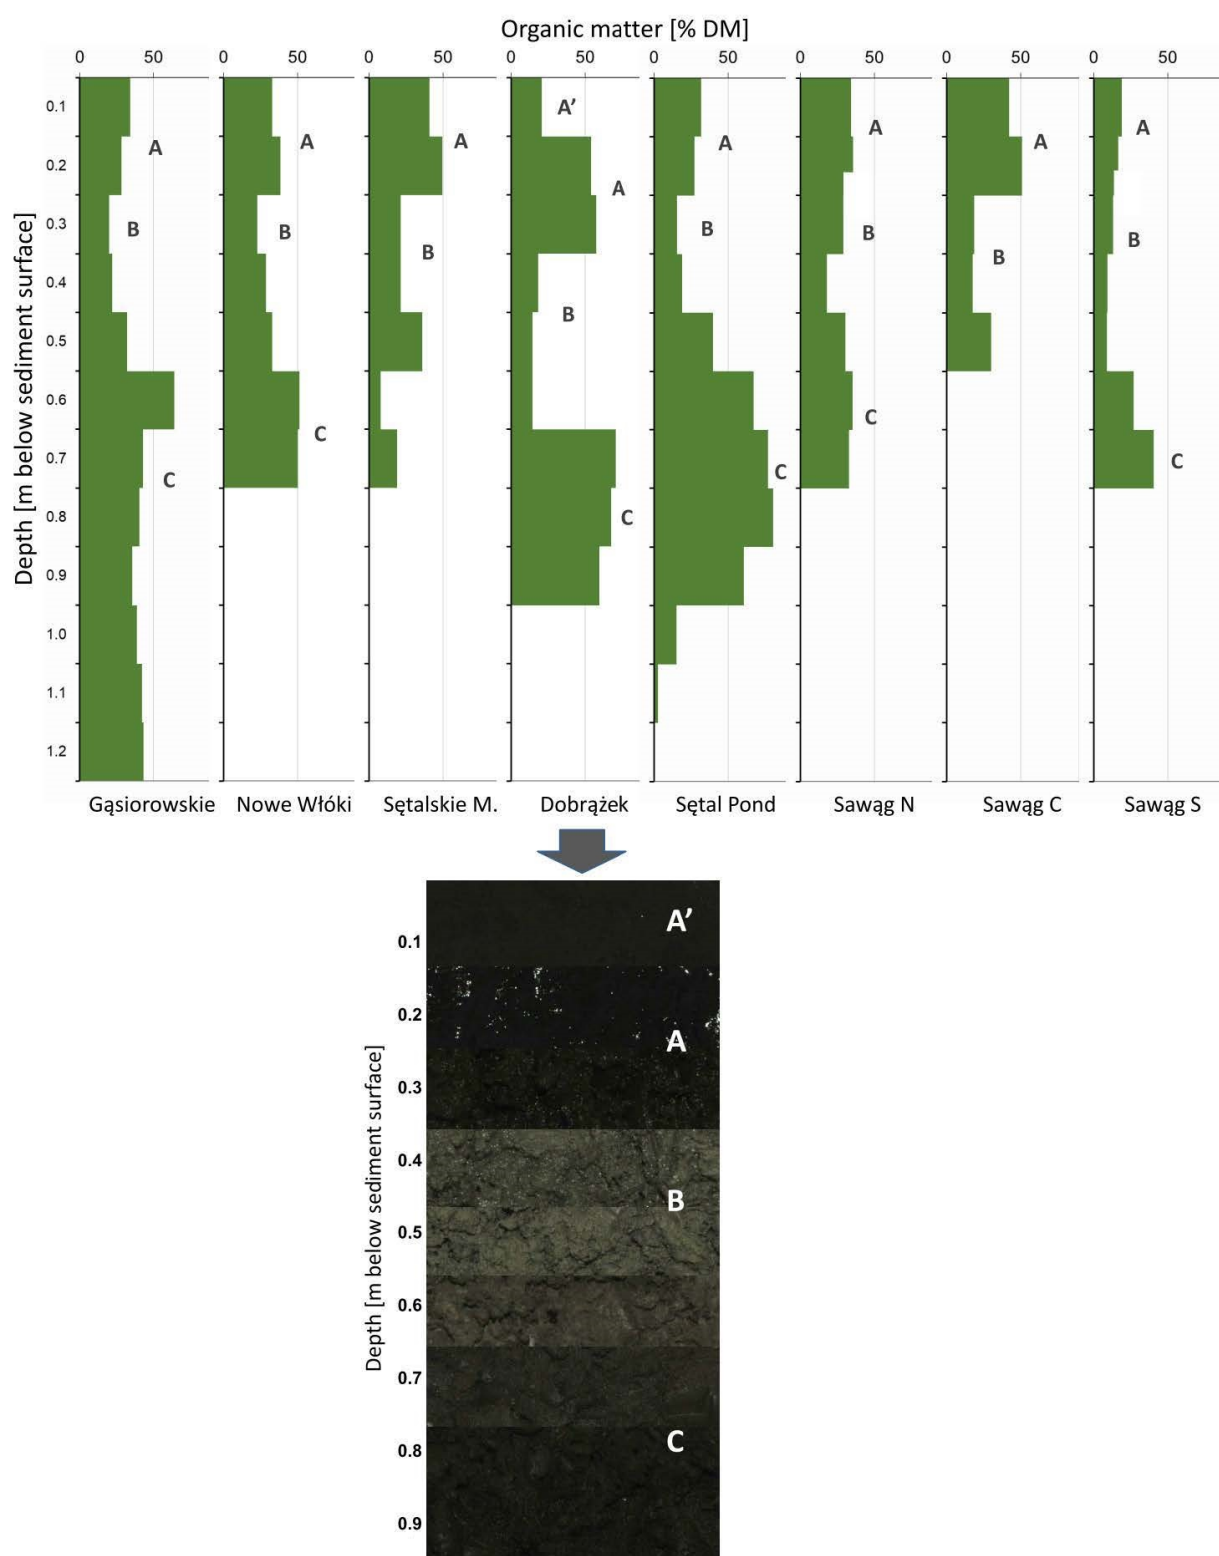 Organic matter [% DM]
0 50 0 50 0 50 0 50 0 50 0 50 0 50 0 50
Depth [m below sediment surface]
0.1
0.2
0.3
0.4
0.5
0.6
0.7
0.8
0.9
1.0
1.1
1.2
A
B
C
A
B
C
A
B
A’
A
B
C
A
B
C
A
B
C
A
B
A
B
C
Gąsiorowskie Nowe Włóki Sętalskie M. Dobrążek Sętal Pond Sawąg N Sawąg C Sawąg S
Depth [m below sediment surface]
0.1
0.2
0.3
0.4
0.5
0.6
0.7
0.8
0.9
A’
A
B
C